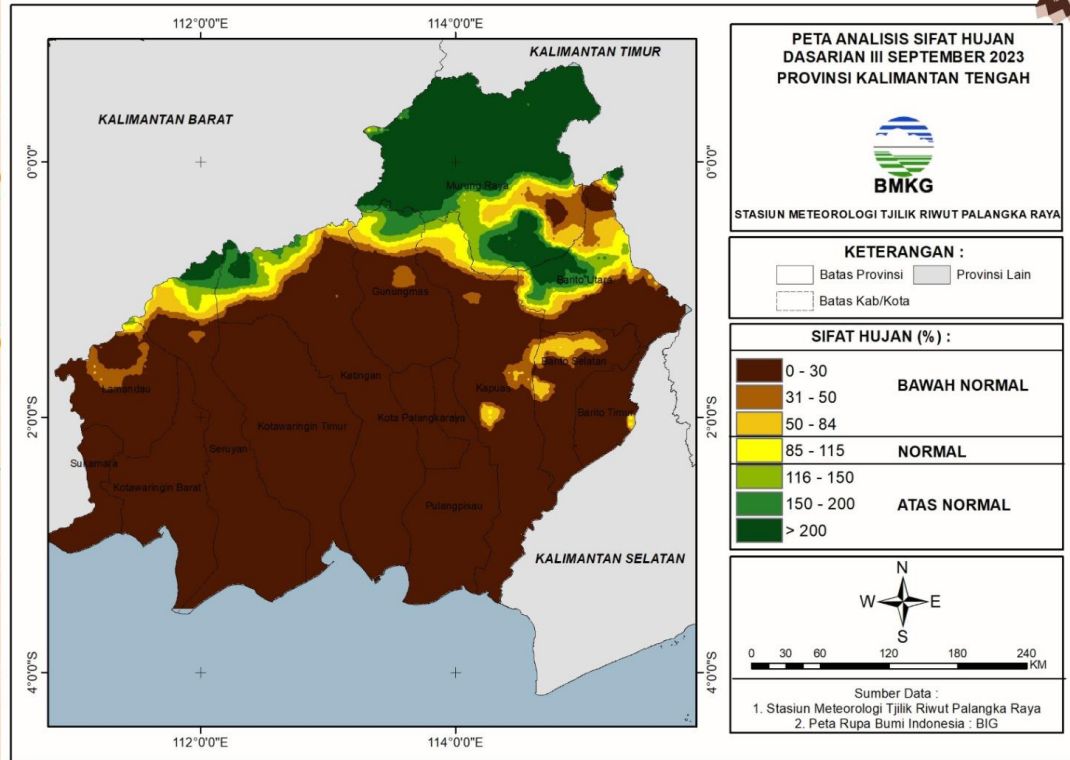 112°0'0"E
114°0'0"E
KALIMANTAN TIMUR
KALIMANTAN BARAT
0°0'0"
0°0'0"
Murung Raya
Barito Utara
Gunungmas
Barito Selatan
Lamandau
Katingan
Kapuas
2°0'0"S
2°0'0"S
Kota Palangkaraya
Barito Timur
Kotawaringin Timur
Seruyan
Sukamara
Kotawaringin Barat
Pulangpisau
KALIMANTAN SELATAN
4°0'0"S
4°0'0"S
112°0'0"E
114°0'0"E
PETA ANALISIS SIFAT HUJAN
DASARIAN III SEPTEMBER 2023
PROVINSI KALIMANTAN TENGAH
BMKG
STASIUN METEOROLOGI TJILIK RIWUT PALANGKA RAYA
KETERANGAN :
Batas Provinsi
Provinsi Lain
Batas Kab/Kota
SIFAT HUJAN (%) :
0 - 30
31 - 50
BAWAH NORMAL
50 - 84
85 - 115
NORMAL
116 - 150
150 - 200
ATAS NORMAL
> 200
N
W
E
S
0 30 60 120 180 240
KM
Sumber Data :
1. Stasiun Meteorologi Tjilik Riwut Palangka Raya
2. Peta Rupa Bumi Indonesia : BIG